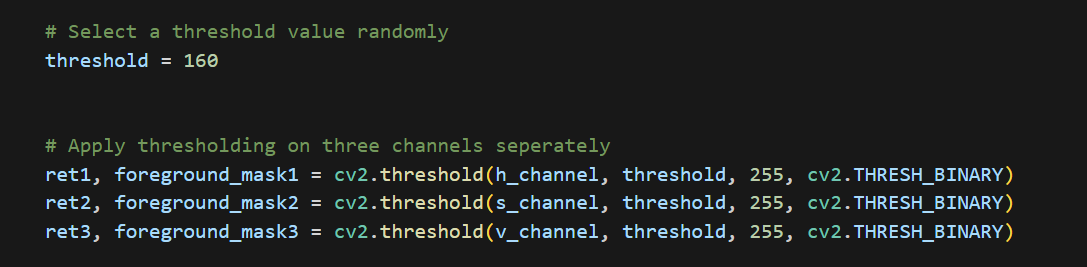 # Select a threshold value randomly
threshold = 160
# Apply thresholding on three channels seperately
ret1, foreground_mask1 = cv2.threshold(h_channel, threshold, 255, cv2.THRESH_BINARY)
ret2, foreground_mask2 = cv2.threshold(s_channel, threshold, 255, cv2.THRESH_BINARY)
ret3, foreground_mask3 = cv2.threshold(v_channel, threshold, 255, cv2.THRESH_BINARY)